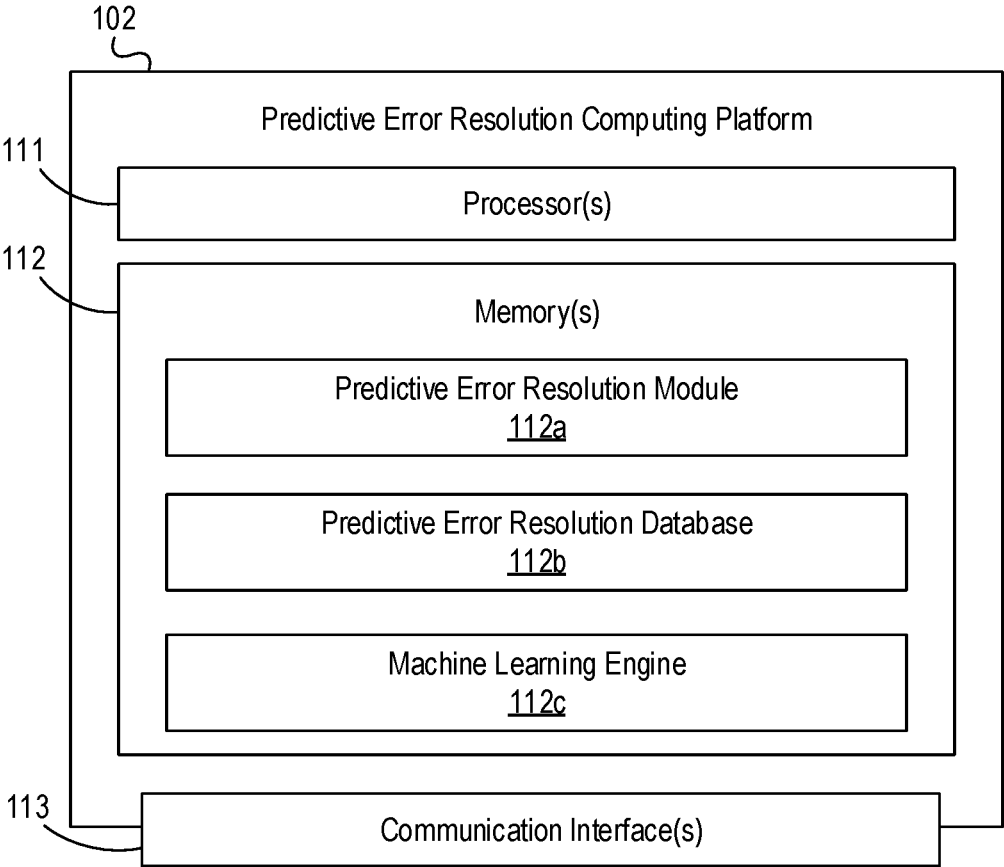 102
Predictive Error Resolution Computing Platform
111
Processor(s)
112
Memory(s)
Predictive Error Resolution Module
112a
Predictive Error Resolution Database
112b
Machine Learning Engine
112c
113
Communication Interface(s)